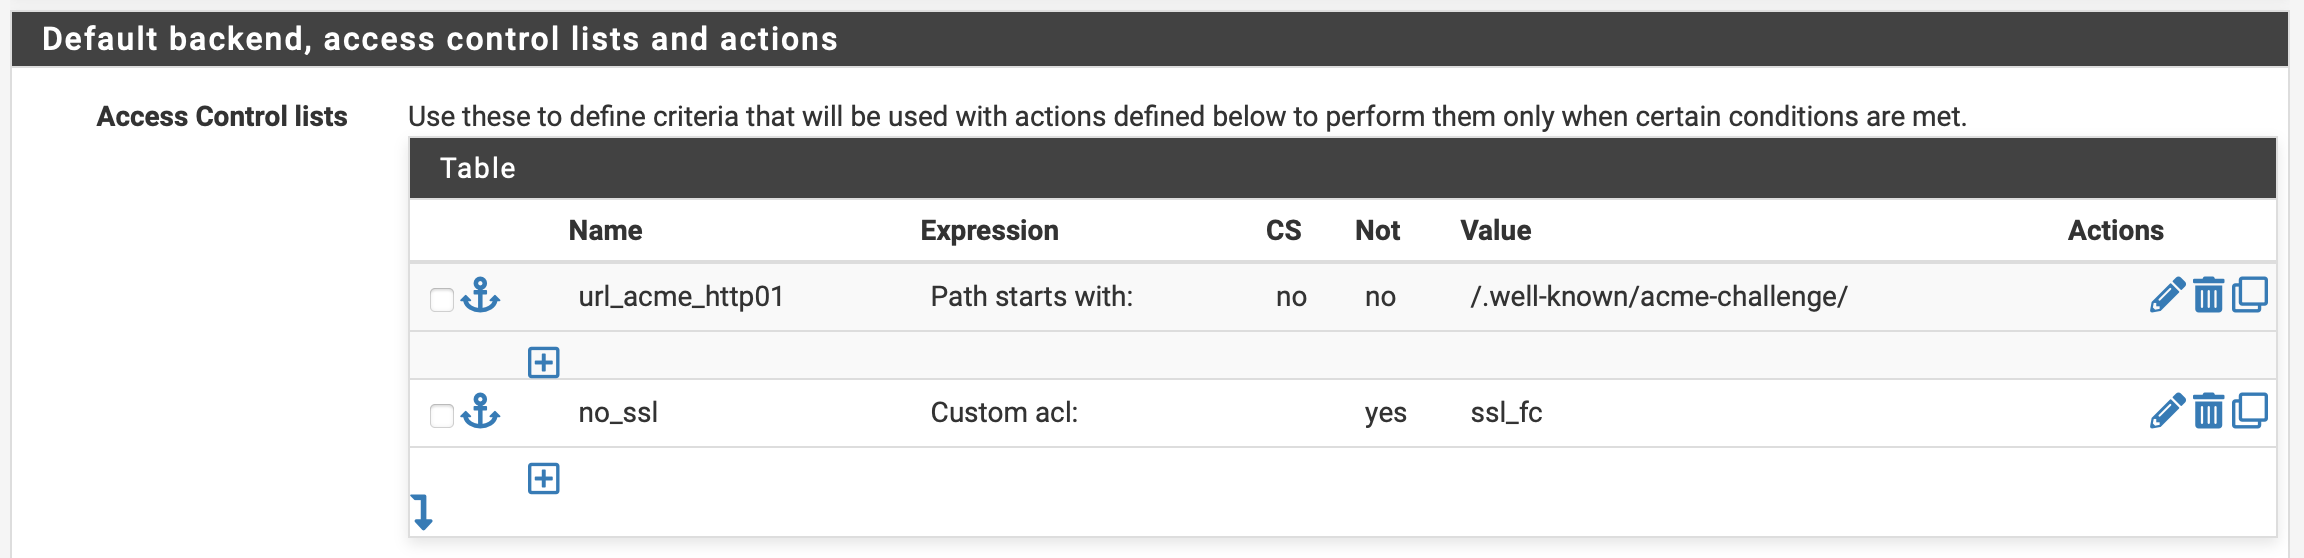 Default backend, access control lists and actions
Access Control lists Use these to define criteria that will be used with actions defined below to perform them only when certain conditions are met.
Table
Name Expression CS Not Value Actions
url_acme_http01 Path starts with: no no /.well-known/acme-challenge/
no_ssl Custom acl: yes ssl_fc